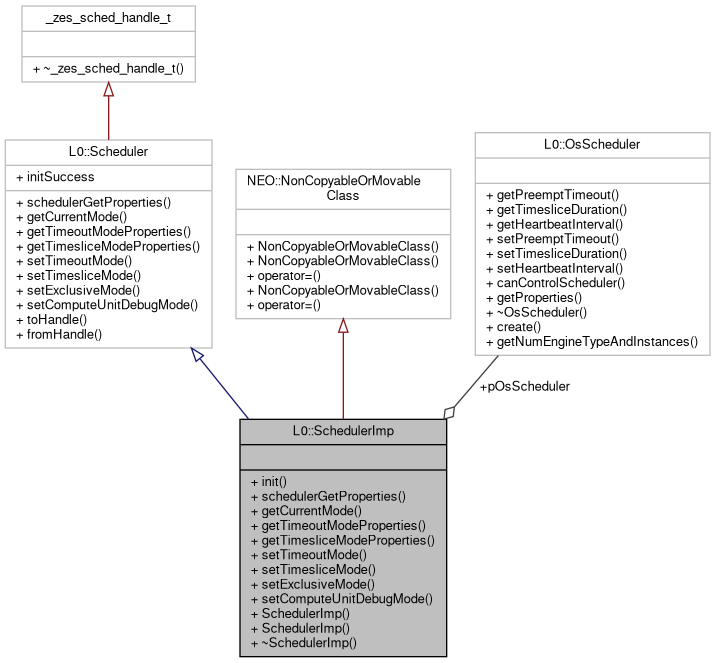 _zes_sched_handle_t
+ ~_zes_sched_handle_t()
L0::Scheduler
+ initSuccess
+ schedulerGetProperties()
+ getCurrentMode()
+ getTimeoutModeProperties()
+ getTimesliceModeProperties()
+ setTimeoutMode()
+ setTimesliceMode()
+ setExclusiveMode()
+ setComputeUnitDebugMode()
+ toHandle()
+ fromHandle()
NEO::NonCopyableOrMovable
Class
+ NonCopyableOrMovableClass()
+ NonCopyableOrMovableClass()
+ operator=()
+ NonCopyableOrMovableClass()
+ operator=()
L0::OsScheduler
+ getPreemptTimeout()
+ getTimesliceDuration()
+ getHeartbeatInterval()
+ setPreemptTimeout()
+ setTimesliceDuration()
+ setHeartbeatInterval()
+ canControlScheduler()
+ getProperties()
+ ~OsScheduler()
+ create()
+ getNumEngineTypeAndInstances()
+pOsScheduler
L0::SchedulerImp
+ init()
+ schedulerGetProperties()
+ getCurrentMode()
+ getTimeoutModeProperties()
+ getTimesliceModeProperties()
+ setTimeoutMode()
+ setTimesliceMode()
+ setExclusiveMode()
+ setComputeUnitDebugMode()
+ SchedulerImp()
+ SchedulerImp()
+ ~SchedulerImp()